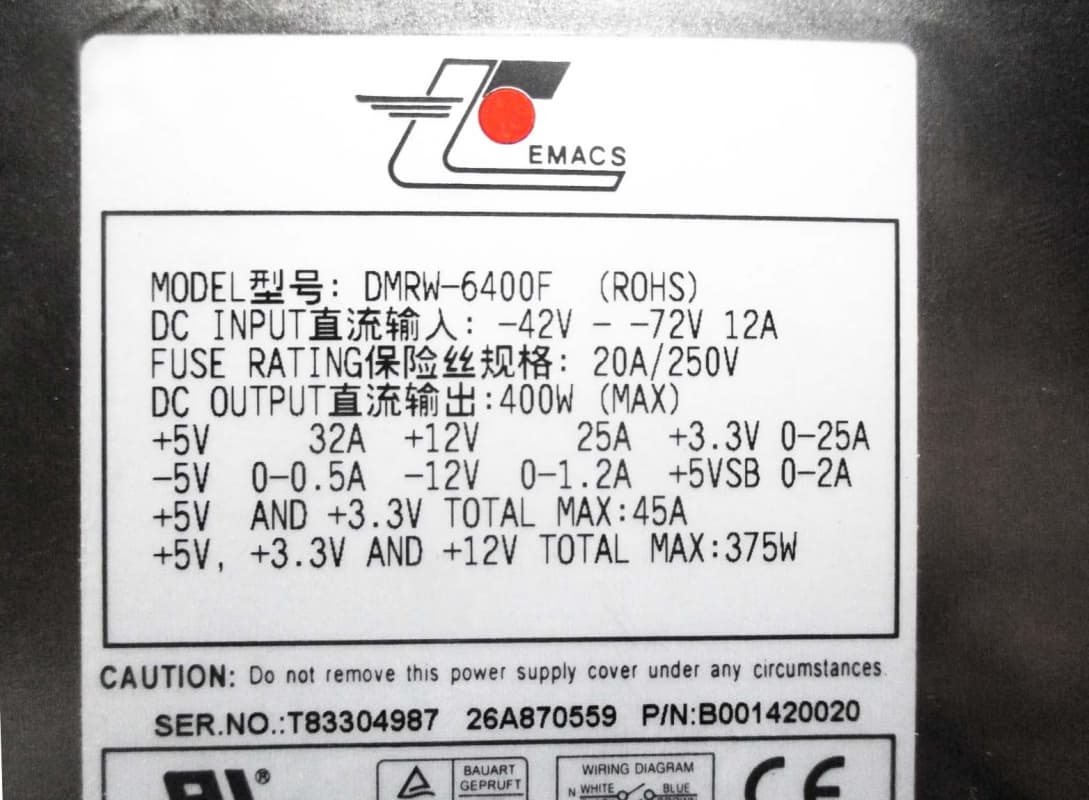 EMACS
MODEL型号: DMRW-6400F (ROHS)
DC INPUT直流输入: -42V - -72V 12A
FUSE RATING保险丝规格: 20A/250V
DC OUTPUT直流输出:400W (MAX)
+5V 32A +12V 25A +3.3V 0-25A
-5V 0-0.5A -12V 0-1.2A +5VSB 0-2A
+5V AND +3.3V TOTAL MAX:45A
+5V, +3.3V AND +12V TOTAL MAX:375W
CAUTION: Do not remove this power supply cover under any circumstances.
SER.NO.:T83304987 26A870559 P/N:B001420020
® BAUART WIRING DIAGRAM CE
GEPRUFT N WHITE BLUE